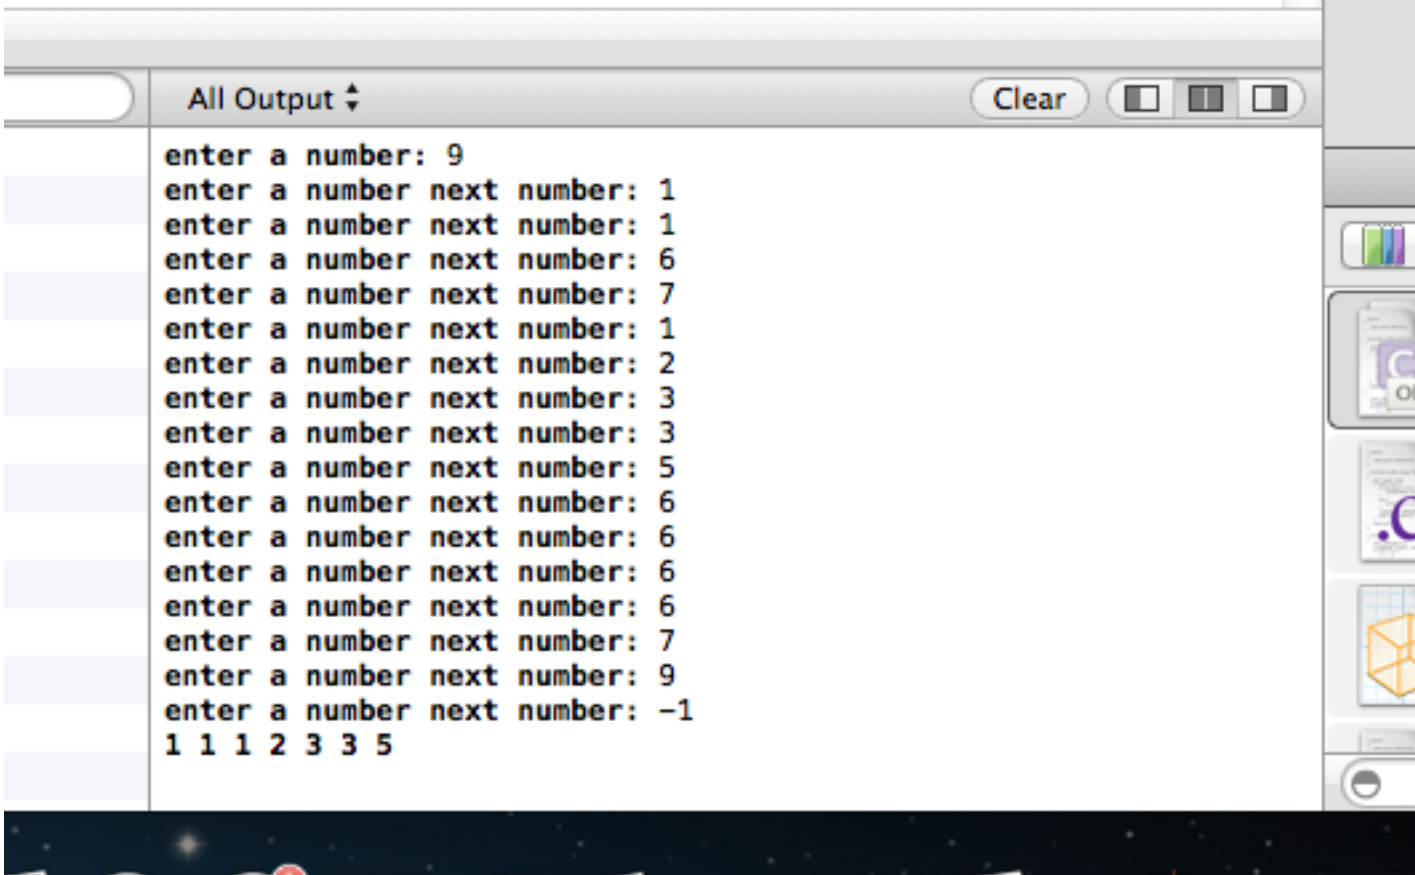 All Output
Clear
enter a number: 9
enter a number next number: 1
enter a number next number: 1
enter a number next number: 6
enter a number next number: 7
enter a number next number: 1
enter a number next number: 2
enter a number next number: 3
enter a number next number: 3
enter a number next number: 5
enter a number next number: 6
enter a number next number: 6
enter a number next number: 6
enter a number next number: 6
enter a number next number: 7
enter a number next number: 9
enter a number next number: -1
1 1 1 2 3 3 5
C
.C